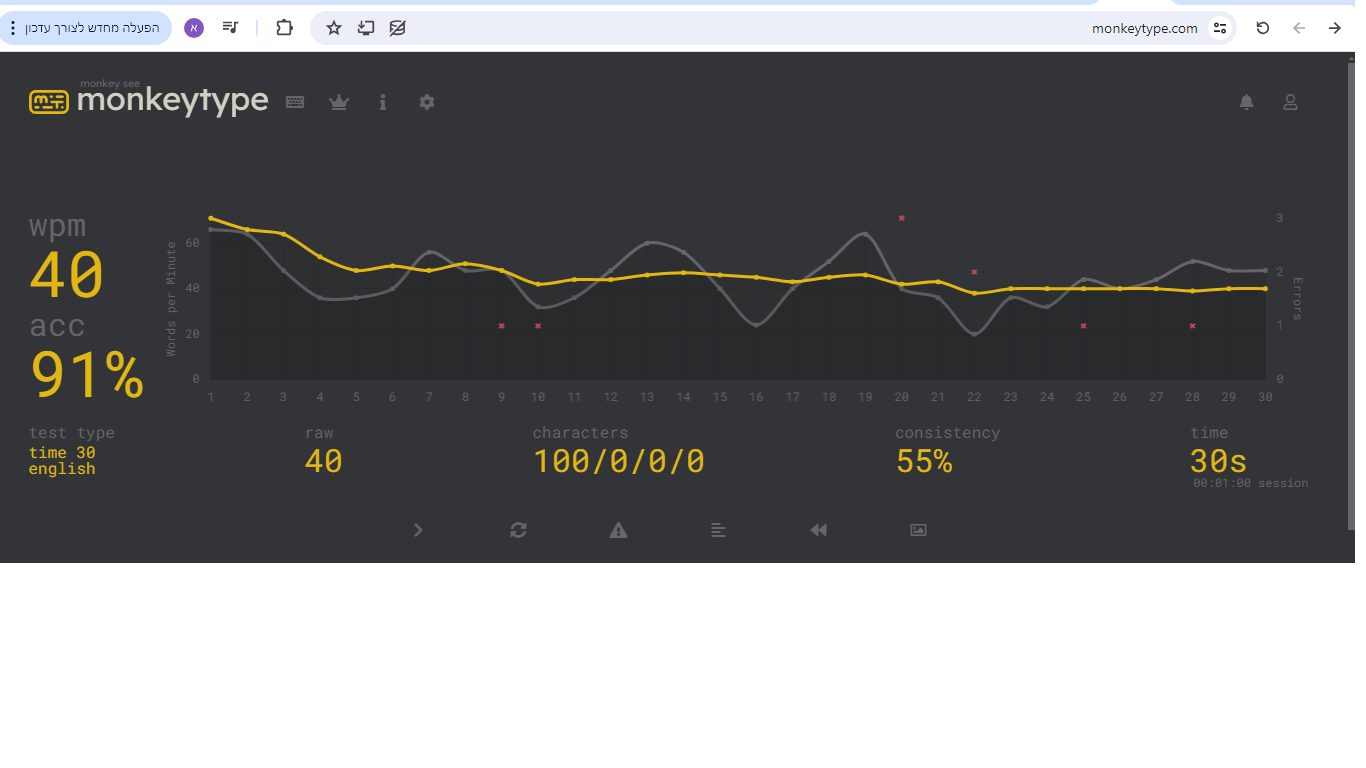 הפעלה מחדש לצורך עדכון
א
monkeytype.com
monkey see
monkeytype
wpm
40
acc
91%
Words per Minute
60
40
20
0
3
2
1
0
Errors
1 2 3 4 5 6 7 8 9 10 11 12 13 14 15 16 17 18 19 20 21 22 23 24 25 26 27 28 29 30
test type
time 30
english
raw
40
characters
100/0/0/0
consistency
55%
time
30s
00:01:00 session